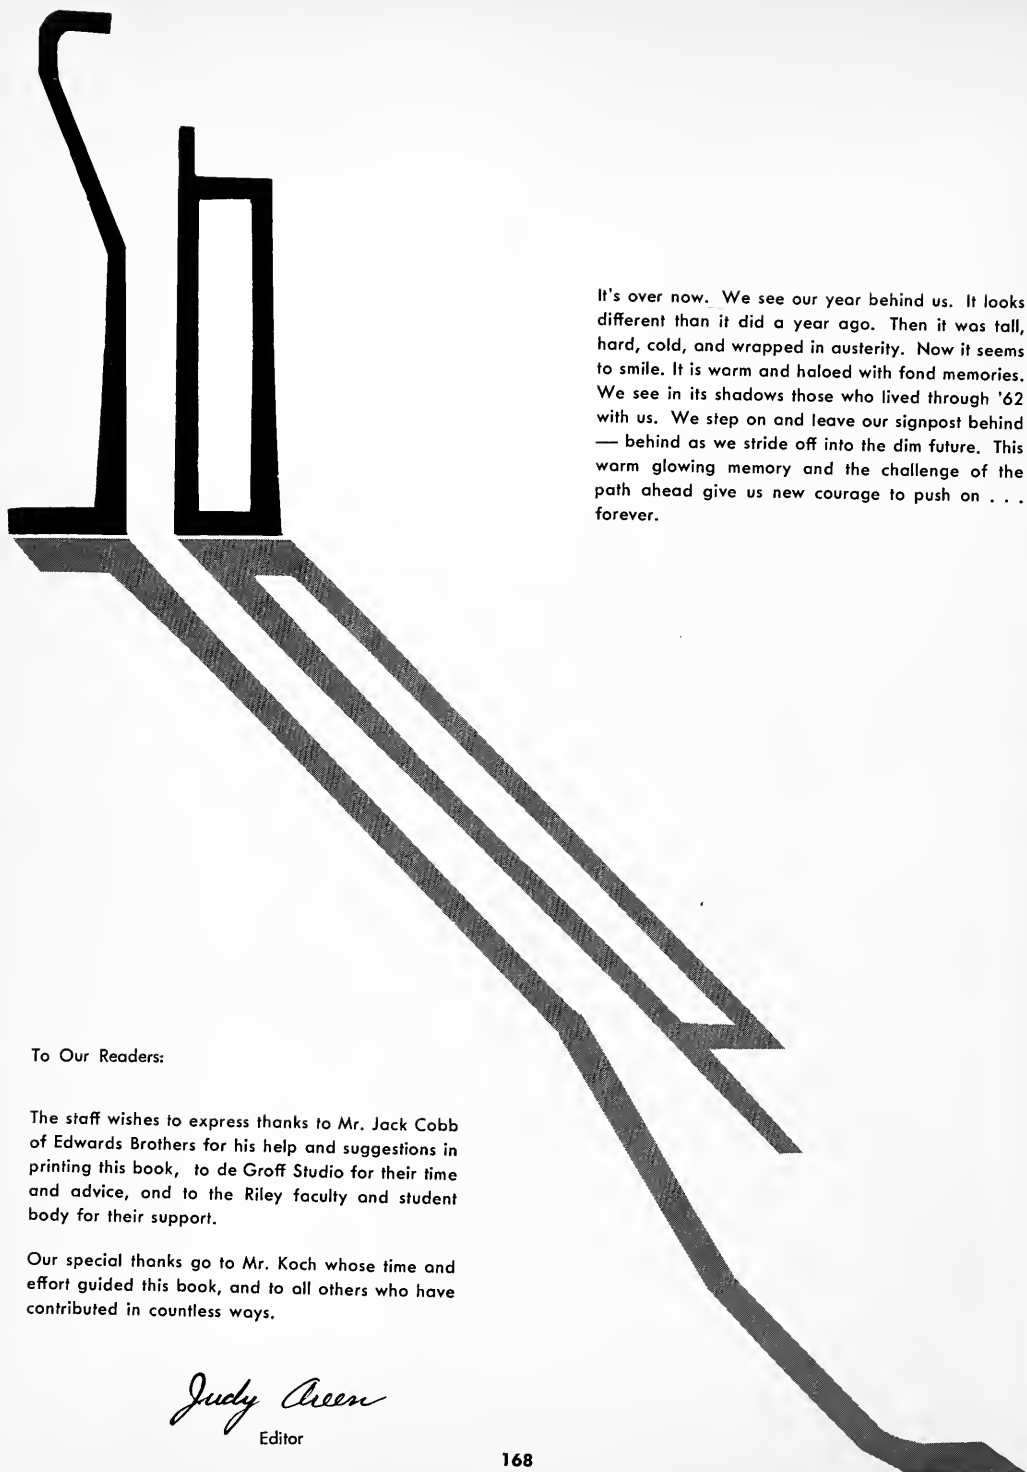 It's over now. We see our year behind us. It looks
different than it did a year ago. Then it was tall,
hard, cold, and wrapped in austerity. Now it seems
to smile. It is warm and haloed with fond memories.
We see in its shadows those who lived through '62
with us. We step on and leave our signpost behind
— behind as we stride off into the dim future. This
warm glowing memory and the challenge of the
path ahead give us new courage to push on . . .
forever.
To Our Readers:
The staff wishes to express thanks to Mr. Jack Cobb
of Edwards Brothers for his help and suggestions in
printing this book, to de Groff Studio for their time
and advice, and to the Riley faculty and student
body for their support.
Our special thanks go to Mr. Koch whose time and
effort guided this book, and to all others who have
contributed in countless ways.
Judy Areen
Editor
168